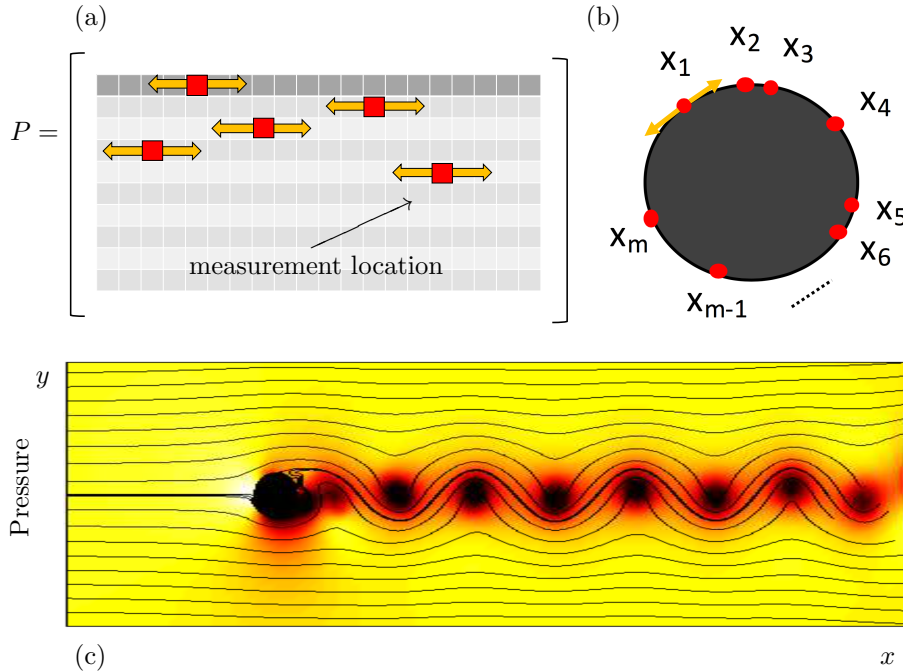 (a)
P =
measurement location
(b)
x1
x2
x3
x4
x5
x6
xm-1
xm
y
Pressure
(c)
x